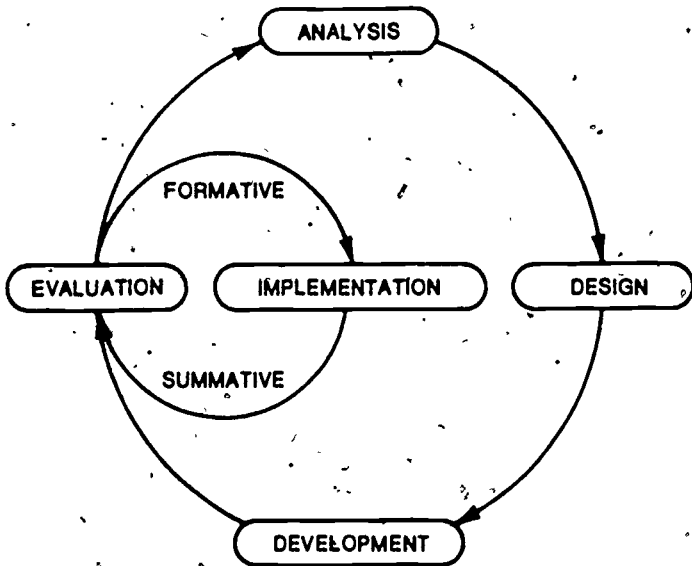 ANALYSIS
FORMATIVE
EVALUATION
IMPLEMENTATION
DESIGN
SUMMATIVE
DEVELOPMENT